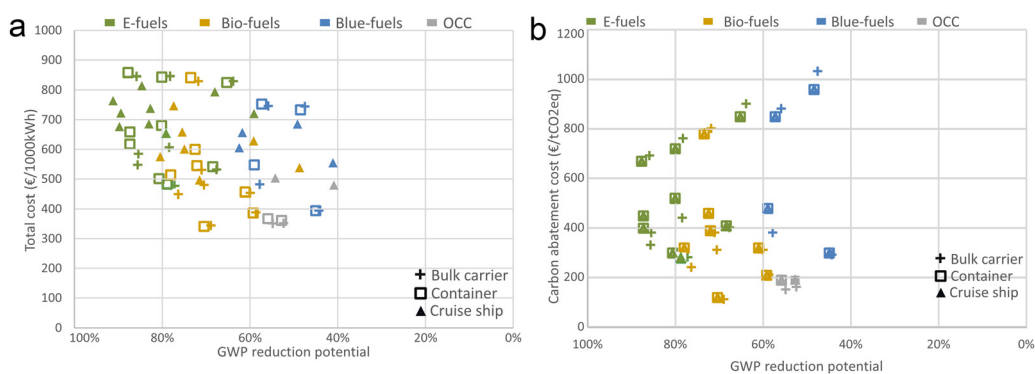 a
E-fuels Bio-fuels Blue-fuels OCC
1000
900
800
700
600
500
400
300
200
100
0
Total cost (€/1000kWh)
100% 80% 60% 40% 20% 0%
GWP reduction potential
Bulk carrier
Container
Cruise ship
b
E-fuels Bio-fuels Blue-fuels OCC
1200
1000
800
600
400
200
0
Carbon abatement cost (€/tCO2eq)
100% 80% 60% 40% 20% 0%
GWP reduction potential
Bulk carrier
Container
Cruise ship